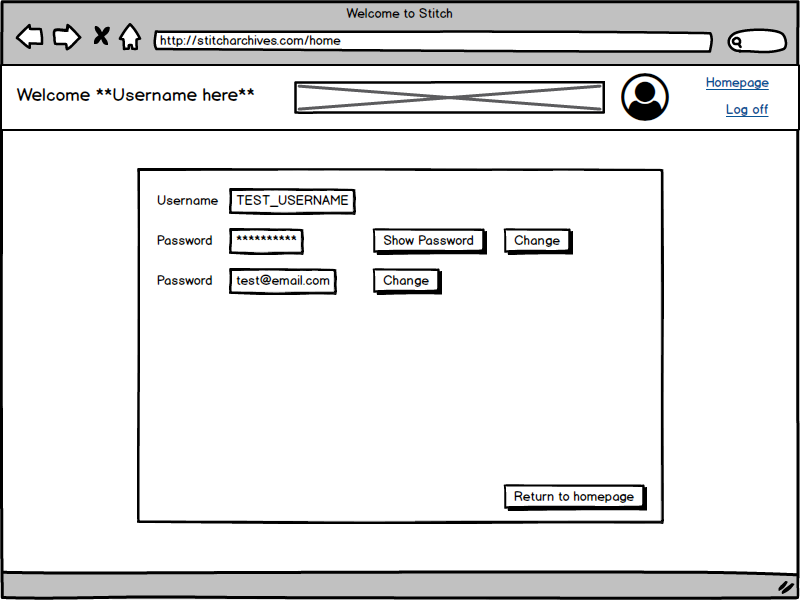 Welcome to Stitch
http://stitcharchives.com/home
Welcome **Username here**
Homepage
Log off
Username TEST_USERNAME
Password ********** Show Password Change
Password test@email.com Change
Return to homepage